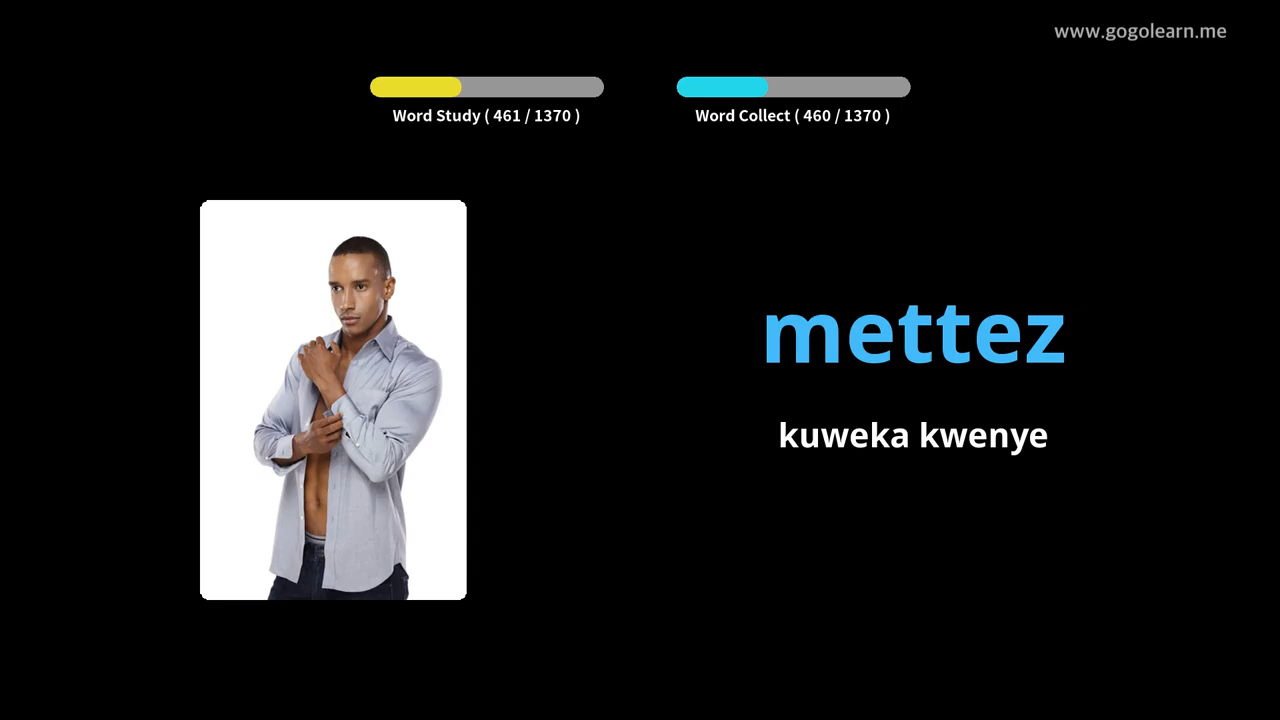 www.gogolearn.me
Word Study ( 461 / 1370 )
Word Collect ( 460 / 1370 )
mettez
kuweka kwenye